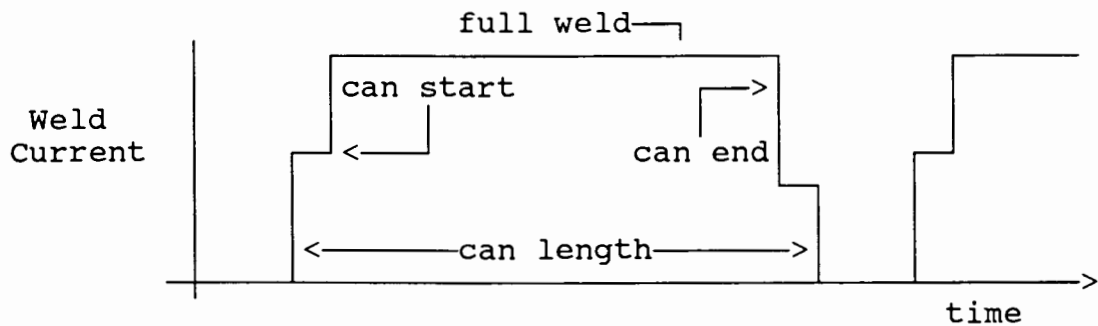 full weld
can start
Weld
Current
can end
can length
time